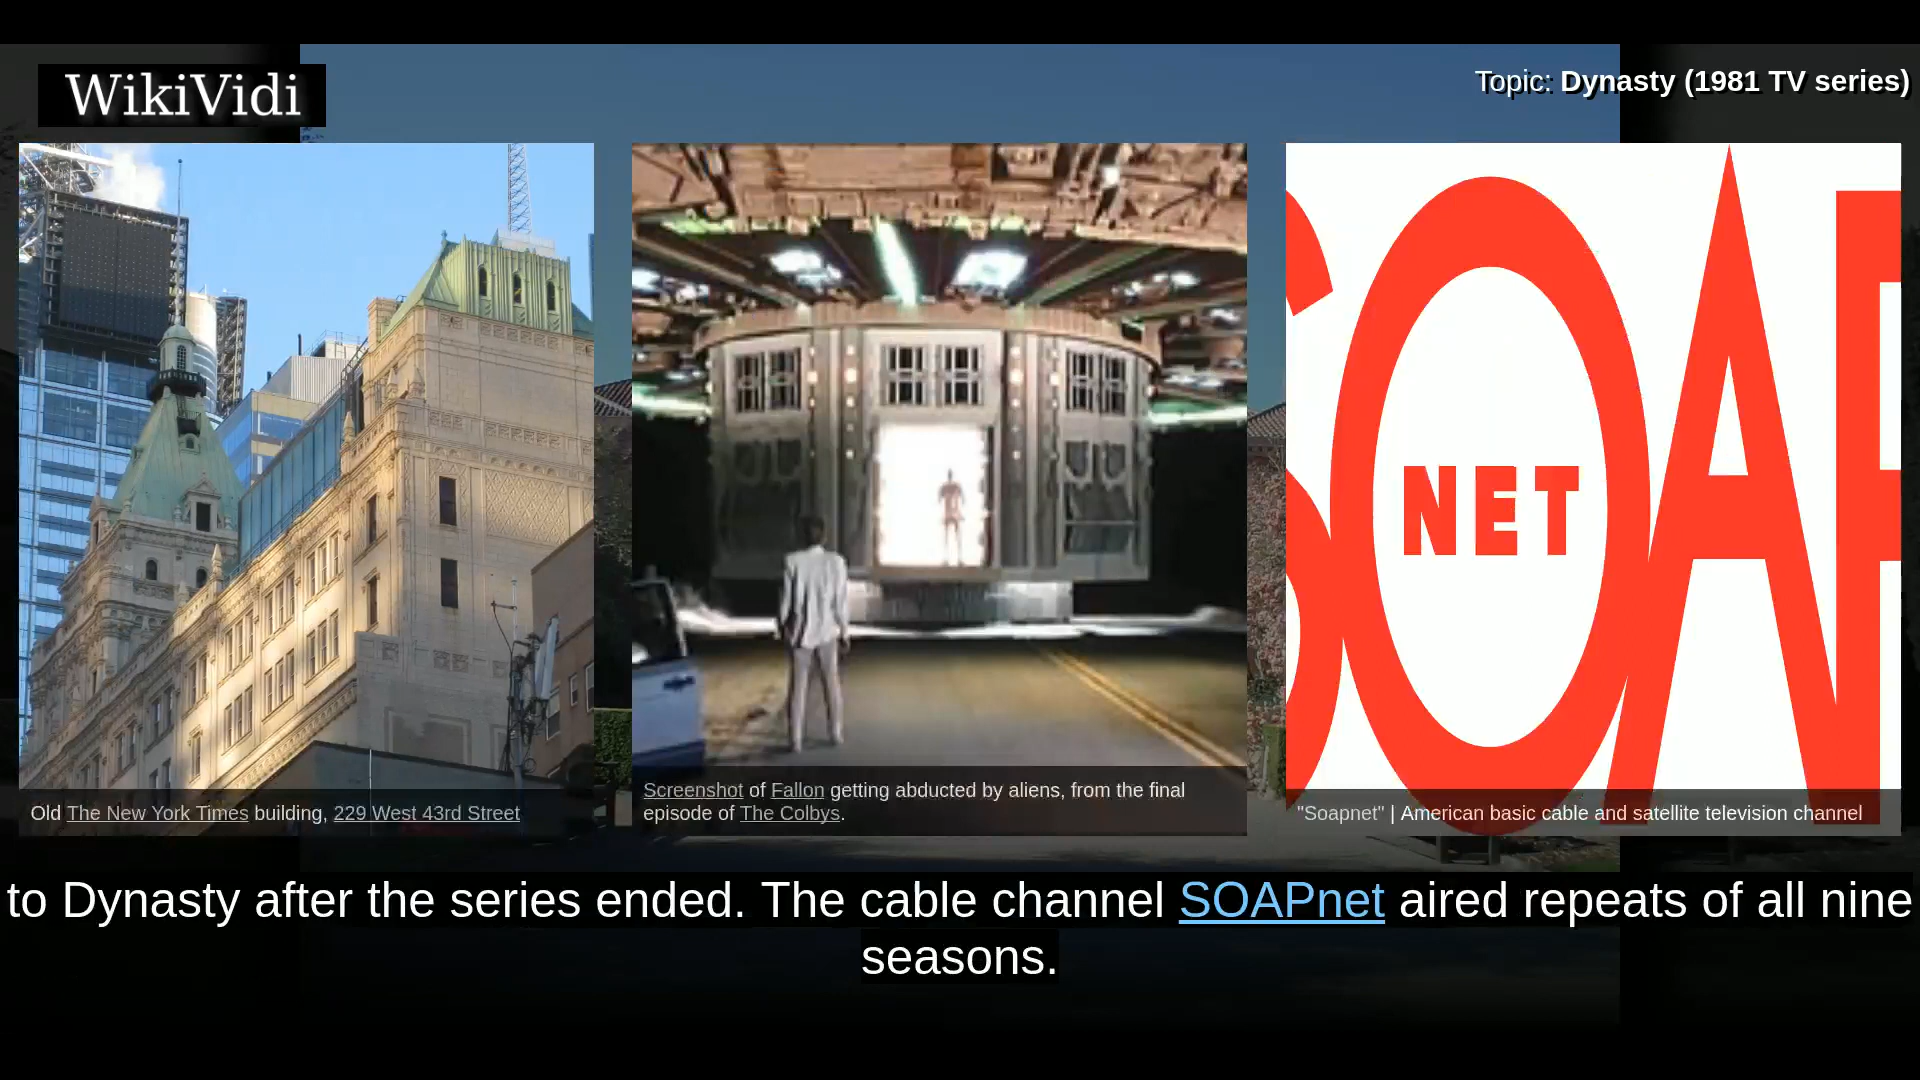 WikiVidi
Topic: Dynasty (1981 TV series)
SOAP
NET
Old The New York Times building, 229 West 43rd Street
Screenshot of Fallon getting abducted by aliens, from the final
episode of The Colbys.
"Soapnet" | American basic cable and satellite television channel
to Dynasty after the series ended. The cable channel SOAPnet aired repeats of all nine
seasons.